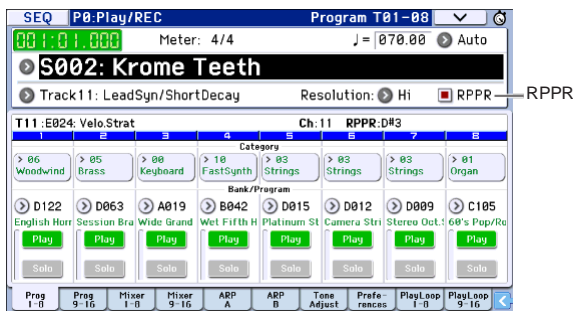 SEQ P0:Play/REC Program T01-08
001:01.000 Meter: 4/4 ♩= 070.00 Auto
S002: Krome Teeth
Track11: LeadSyn/ShortDecay Resolution: Hi RPPR RPPR
T11:E024: Velo.Strat Ch:11 RPPR:D#3
1 2 3 4 5 6 7 8
Category
> 06 > 05 > 00 > 10 > 03 > 03 > 03 > 01
Woodwind Brass Keyboard FastSynth Strings Strings Strings Organ
Bank/Program
D122 D063 A019 B042 D015 D012 D009 C105
English Horr Session Bra Wide Grand Wet Fifth H Platinum St Camera Stri Stereo Oct.S 60's Pop/Ro
Play Play Play Play Play Play Play Play
Solo Solo Solo Solo Solo Solo Solo Solo
Prog 1-8 Prog 9-16 Mixer 1-8 Mixer 9-16 ARP A ARP B Tone Adjust Prefe-rences PlayLoop 1-8 PlayLoop 9-16